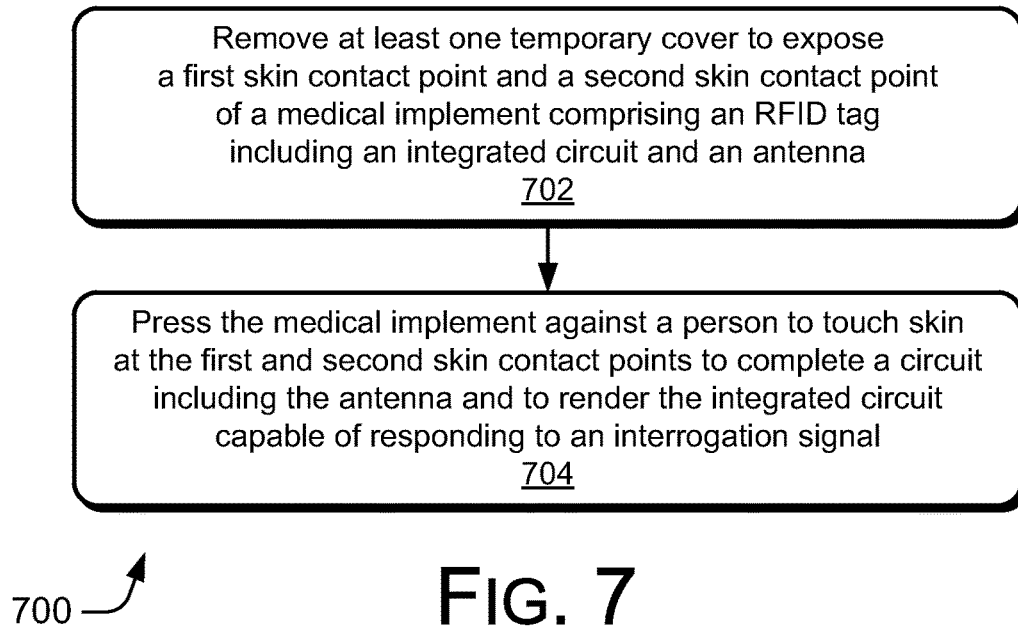 Remove at least one temporary cover to expose
a first skin contact point and a second skin contact point
of a medical implement comprising an RFID tag
including an integrated circuit and an antenna
702
Press the medical implement against a person to touch skin
at the first and second skin contact points to complete a circuit
including the antenna and to render the integrated circuit
capable of responding to an interrogation signal
704
700
FIG. 7